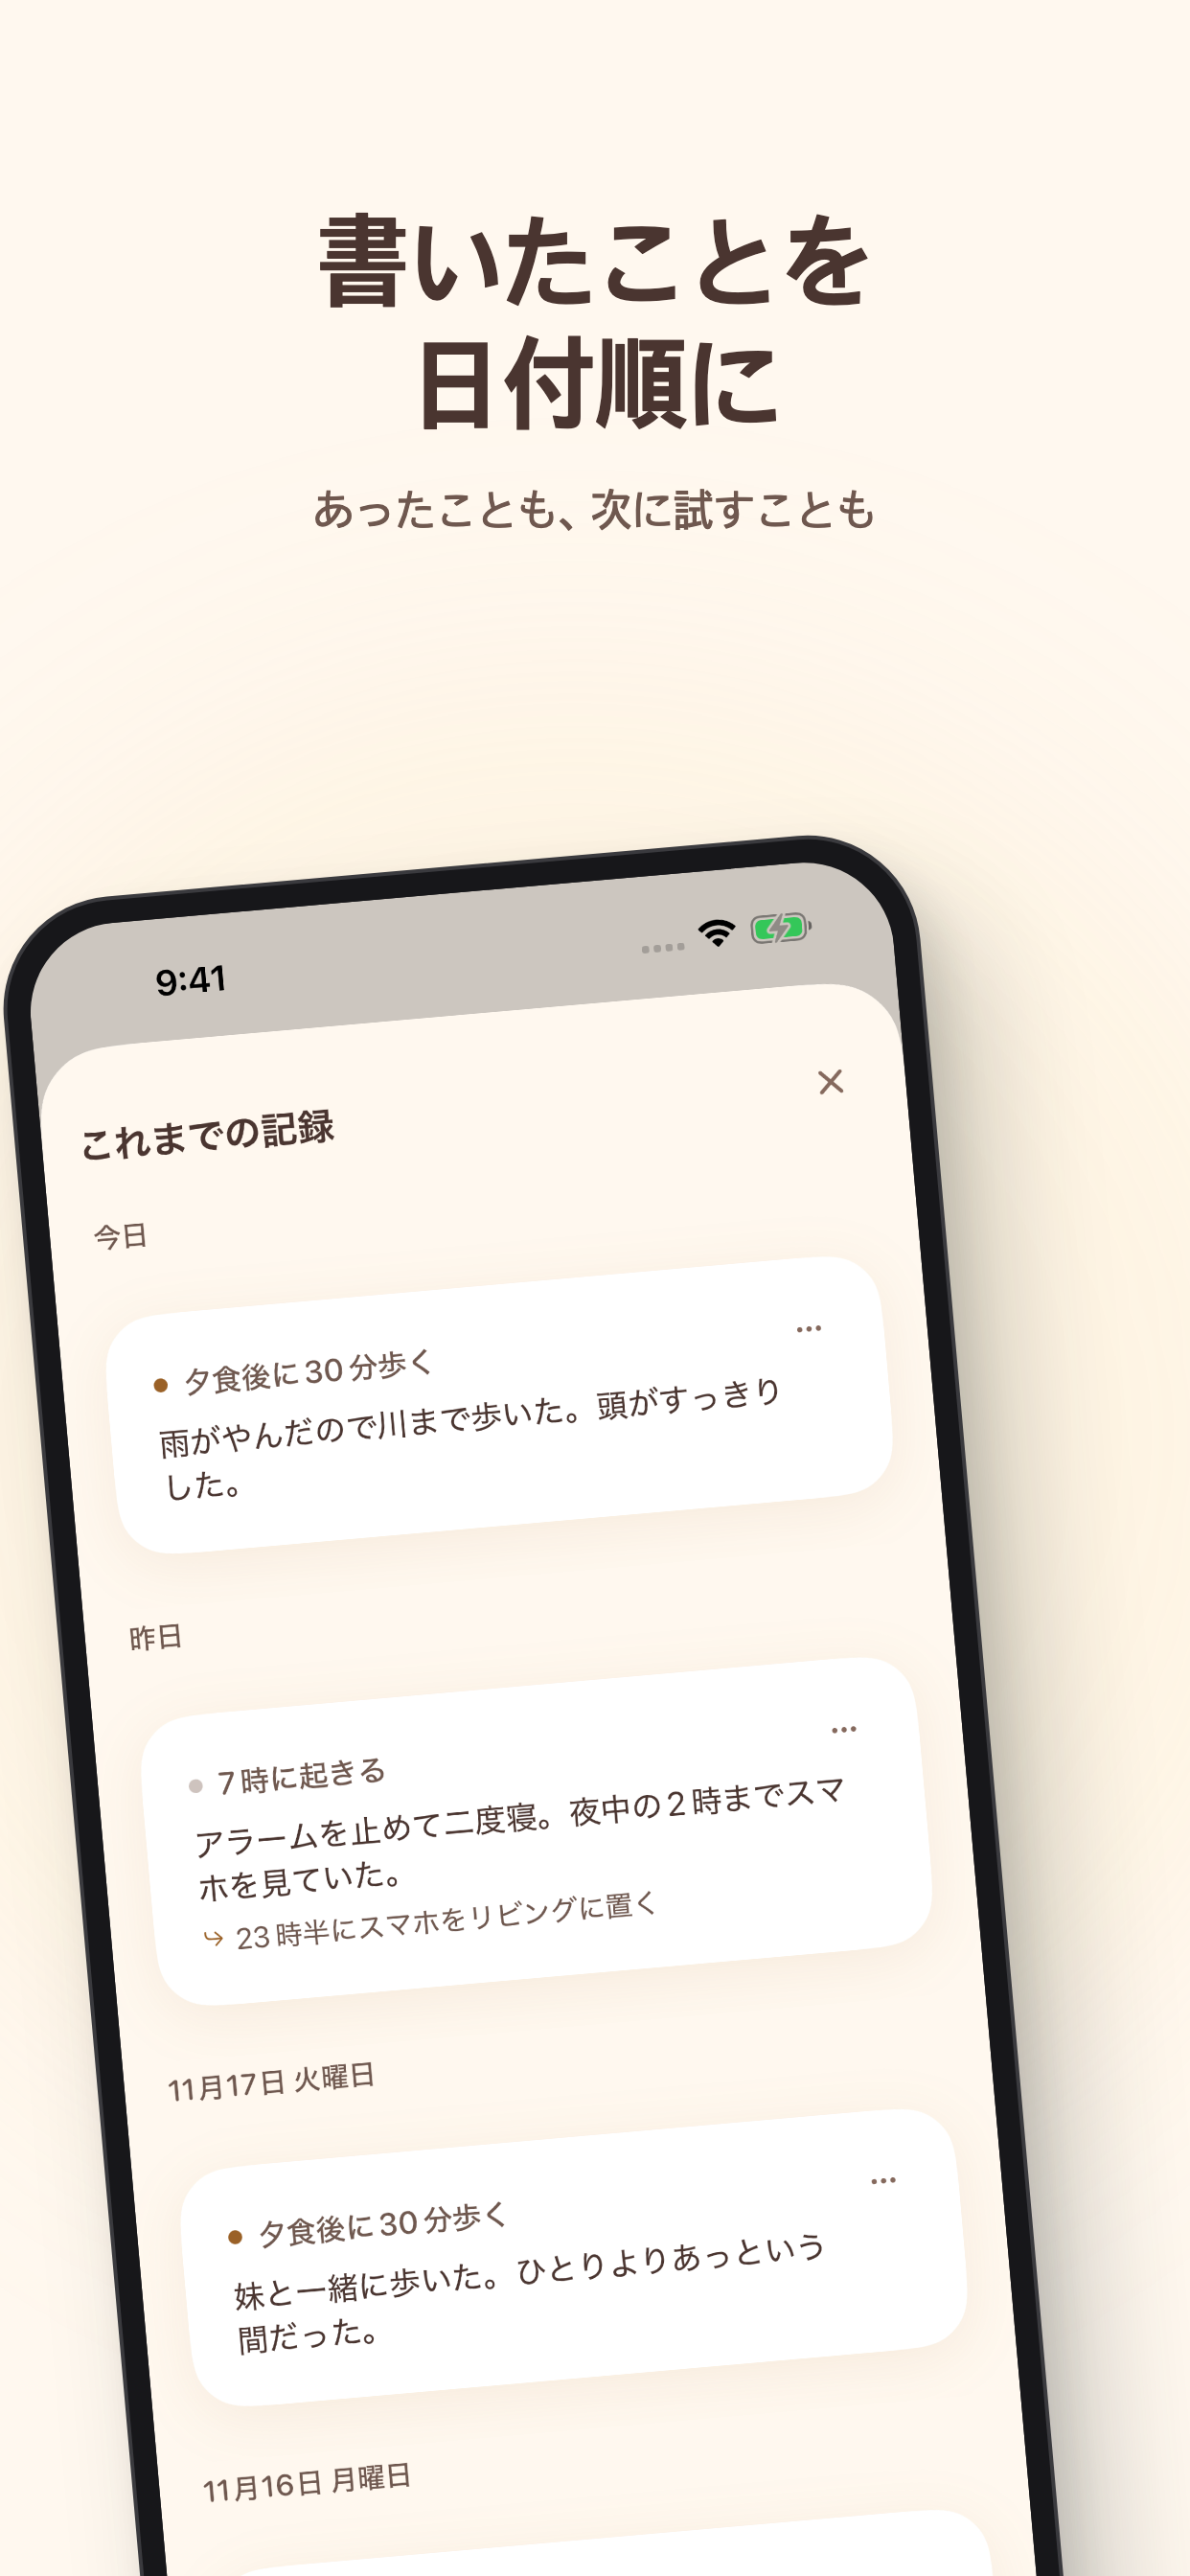 書いたことを
日付順に
あったことも、次に試すことも
9:41
これまでの記録
今日
夕食後に30分歩く
雨がやんだので川まで歩いた。頭がすっきり
した。
昨日
7時に起きる
アラームを止めて二度寝。夜中の2時までスマ
ホを見ていた。
23時半にスマホをリビングに置く
11月17日 火曜日
夕食後に30分歩く
妹と一緒に歩いた。ひとりよりあっという
間だった。
11月16日 月曜日